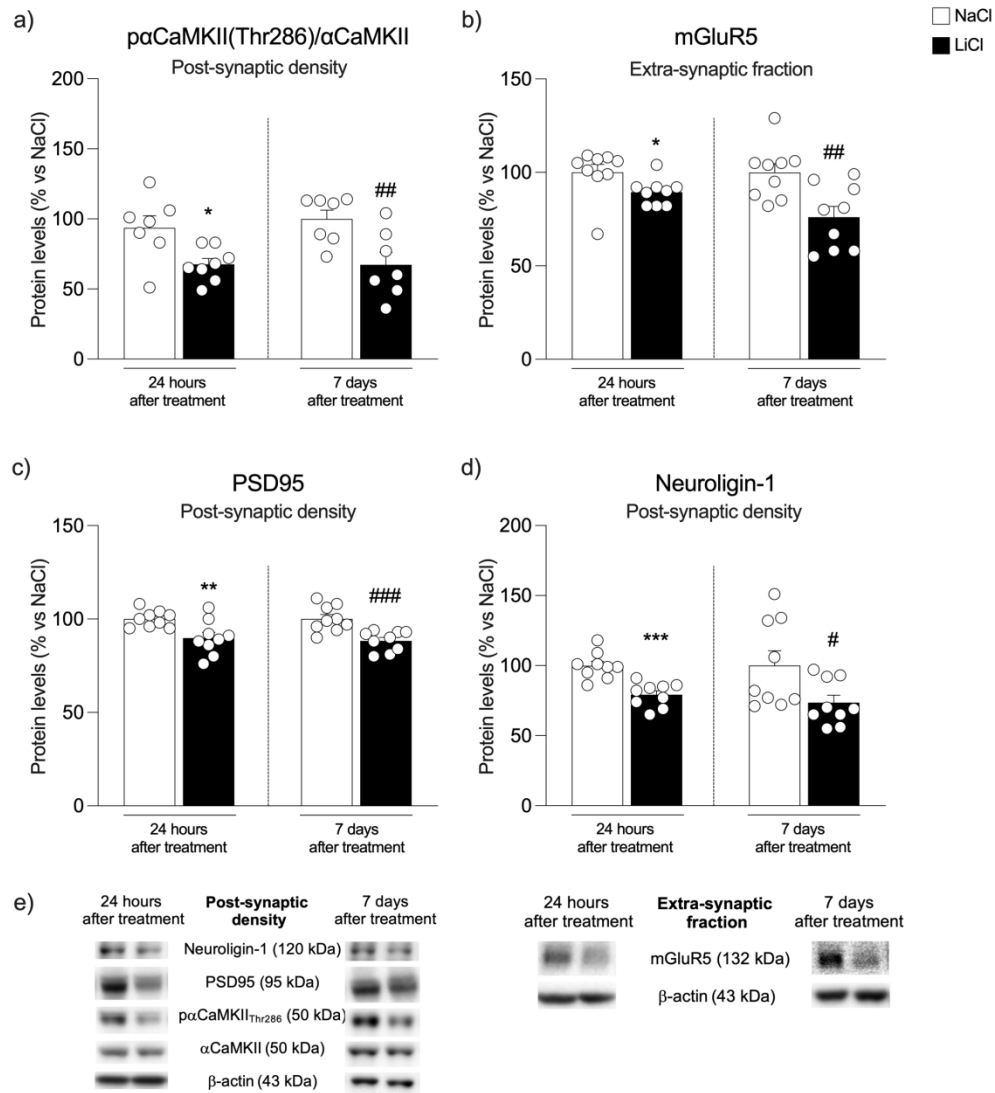 a)
pαCaMKII(Thr286)/αCaMKII
Post-synaptic density
Protein levels (% vs NaCl)
200
150
100
50
0
*
##
24 hours
after treatment
7 days
after treatment
b)
mGluR5
Extra-synaptic fraction
NaCl
LiCl
Protein levels (% vs NaCl)
150
100
50
0
*
##
24 hours
after treatment
7 days
after treatment
c)
PSD95
Post-synaptic density
Protein levels (% vs NaCl)
150
100
50
0
**
###
24 hours
after treatment
7 days
after treatment
d)
Neuroligin-1
Post-synaptic density
Protein levels (% vs NaCl)
200
150
100
50
0
***
#
24 hours
after treatment
7 days
after treatment
e)
24 hours
after treatment
Post-synaptic
density
7 days
after treatment
Neuroligin-1 (120 kDa)
PSD95 (95 kDa)
pαCaMKIIThr286 (50 kDa)
αCaMKII (50 kDa)
β-actin (43 kDa)
24 hours
after treatment
Extra-synaptic
fraction
7 days
after treatment
mGluR5 (132 kDa)
β-actin (43 kDa)